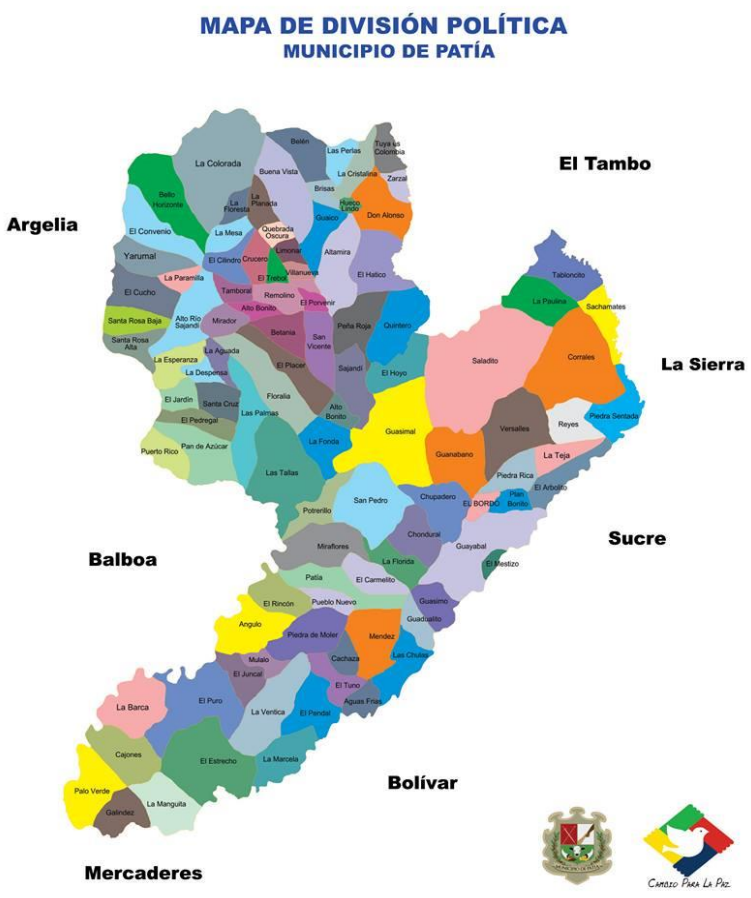 MAPA DE DIVISIÓN POLÍTICA
MUNICIPIO DE PATÍA
El Tambo
Argelia
La Sierra
Sucre
Balboa
Bolívar
Mercaderes
Belén
Las Perlas
Tuya us
Colombia
La Colorada
Buena Vista
La Cristalina
Zarzal
Brisas
Bello
Horizonte
La
Floresta
La
Planada
Hueco
Lindo
Don Alonso
Guaico
El Convenio
La Mesa
Quebrada
Oscura
Yarumal
El Cilindro
Crucero
Limonar
Altamira
La Paramilla
El Trebol
Villanueva
El Hatico
El Cucho
Tamboral
Remolino
El Porvenir
Alto Bonito
Santa Rosa Baja
Alto Río
Sajandi
Mirador
Betania
San
Vicente
Peña Roja
Quintero
Santa Rosa
Alta
La Esperanza
La Aguada
La Despensa
El Placer
Sajandí
El Hoyo
El Jardín
Santa Cruz
Floralia
Alto
Bonito
Las Palmas
El Pedregal
Puerto Rico
Pan de Azúcar
La Fonda
Guasimal
Las Tallas
Tabloncito
La Paulina
Sachamates
Saladito
Corrales
Versalles
Reyes
Piedra Sentada
Guanabano
La Teja
Piedra Rica
El Arbolito
San Pedro
Chupadero
EL BORDO
Plan
Bonito
Potrerillo
Chondural
Guayabal
Miraflores
La Florida
El Mestizo
Patía
El Carmelito
El Rincón
Pueblo Nuevo
Guasimo
Angulo
Guadualito
Piedra de Moler
Mendez
Mulalo
Cachaza
Las Chulas
El Juncal
El Tuno
La Barca
El Puro
La Ventica
El Pendal
Aguas Frias
Cajones
El Estrecho
La Marcela
Palo Verde
Galindez
La Manguita
MUNICIPIO DE PATÍA
CAMBIO PARA LA PAZ